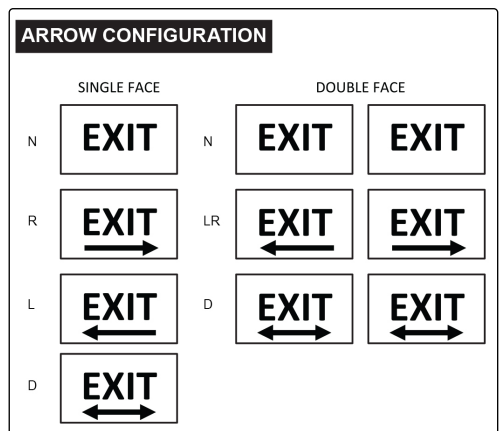 ARROW CONFIGURATION
SINGLE FACE DOUBLE FACE
N EXIT N EXIT EXIT
R EXIT LR EXIT EXIT
L EXIT D EXIT EXIT
D EXIT